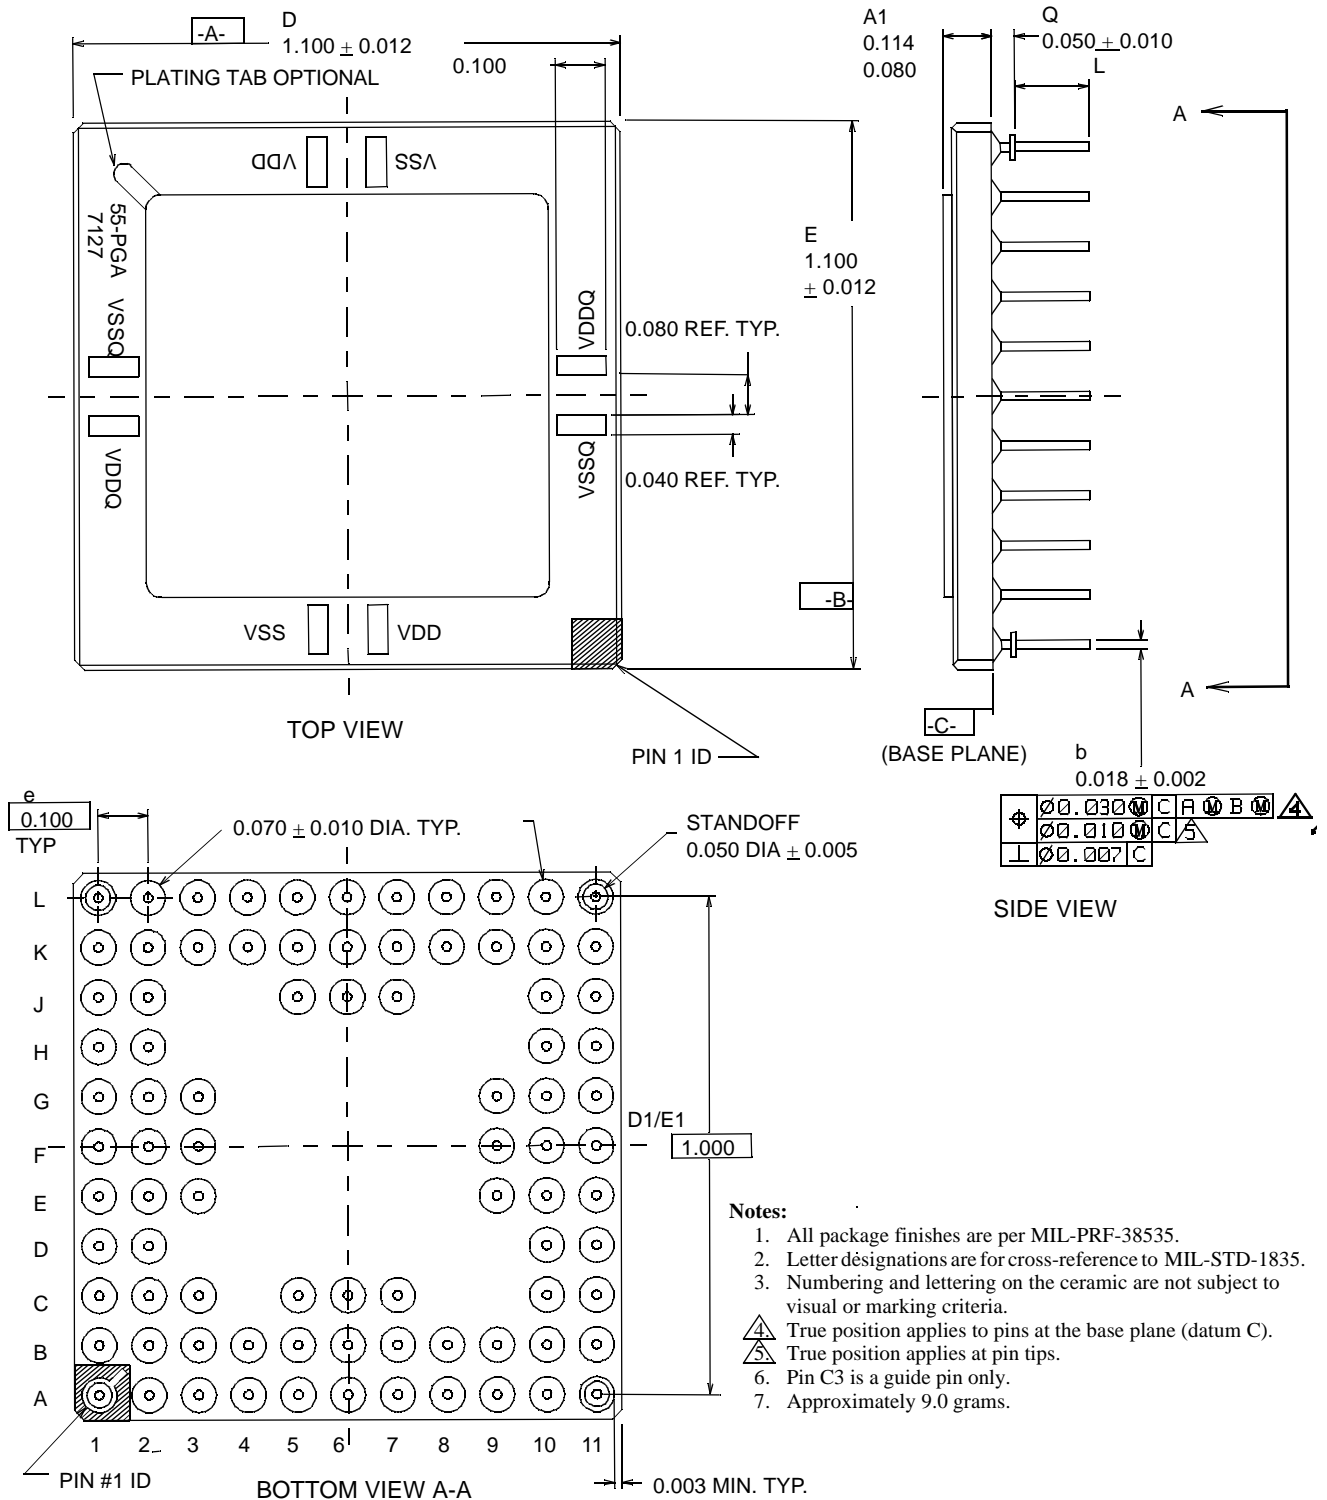 -A-
D
1.100 ± 0.012
0.100
PLATING TAB OPTIONAL
VDD
VSS
55-PGA
7127
VSSQ
VDDQ
VDDQ
VSSQ
0.080 REF. TYP.
0.040 REF. TYP.
E
1.100
± 0.012
-B-
VSS
VDD
TOP VIEW
PIN 1 ID
A1
0.114
0.080
Q
0.050 ± 0.010
L
A
A
-C-
(BASE PLANE)
b
0.018 ± 0.002
⌖ Ø0.030 Ⓜ C A Ⓜ B Ⓜ 4
Ø0.010 Ⓜ C 5
⊥ Ø0.007 C
SIDE VIEW
e
0.100
TYP
0.070 ± 0.010 DIA. TYP.
STANDOFF
0.050 DIA ± 0.005
L
K
J
H
G
F
E
D
C
B
A
D1/E1
1.000
1 2 3 4 5 6 7 8 9 10 11
PIN #1 ID
BOTTOM VIEW A-A
0.003 MIN. TYP.
Notes:
1. All package finishes are per MIL-PRF-38535.
2. Letter designations are for cross-reference to MIL-STD-1835.
3. Numbering and lettering on the ceramic are not subject to
visual or marking criteria.
4. True position applies to pins at the base plane (datum C).
5. True position applies at pin tips.
6. Pin C3 is a guide pin only.
7. Approximately 9.0 grams.